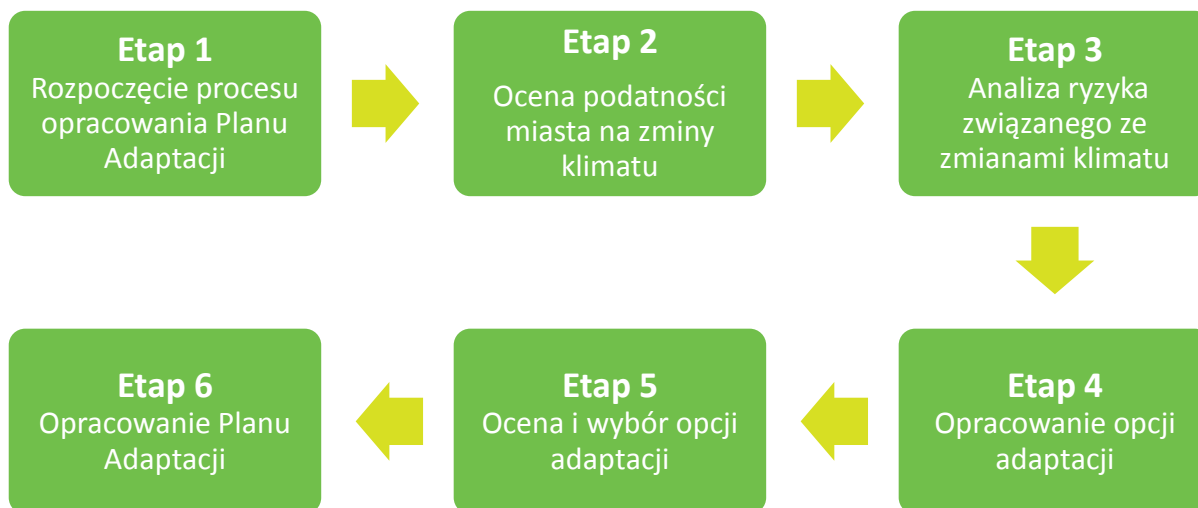 Etap 1
Rozpoczęcie procesu
opracowania Planu
Adaptacji
Etap 2
Ocena podatności
miasta na zminy
klimatu
Etap 3
Analiza ryzyka
związanego ze
zmianami klimatu
Etap 4
Opracowanie opcji
adaptacji
Etap 5
Ocena i wybór opcji
adaptacji
Etap 6
Opracowanie Planu
Adaptacji